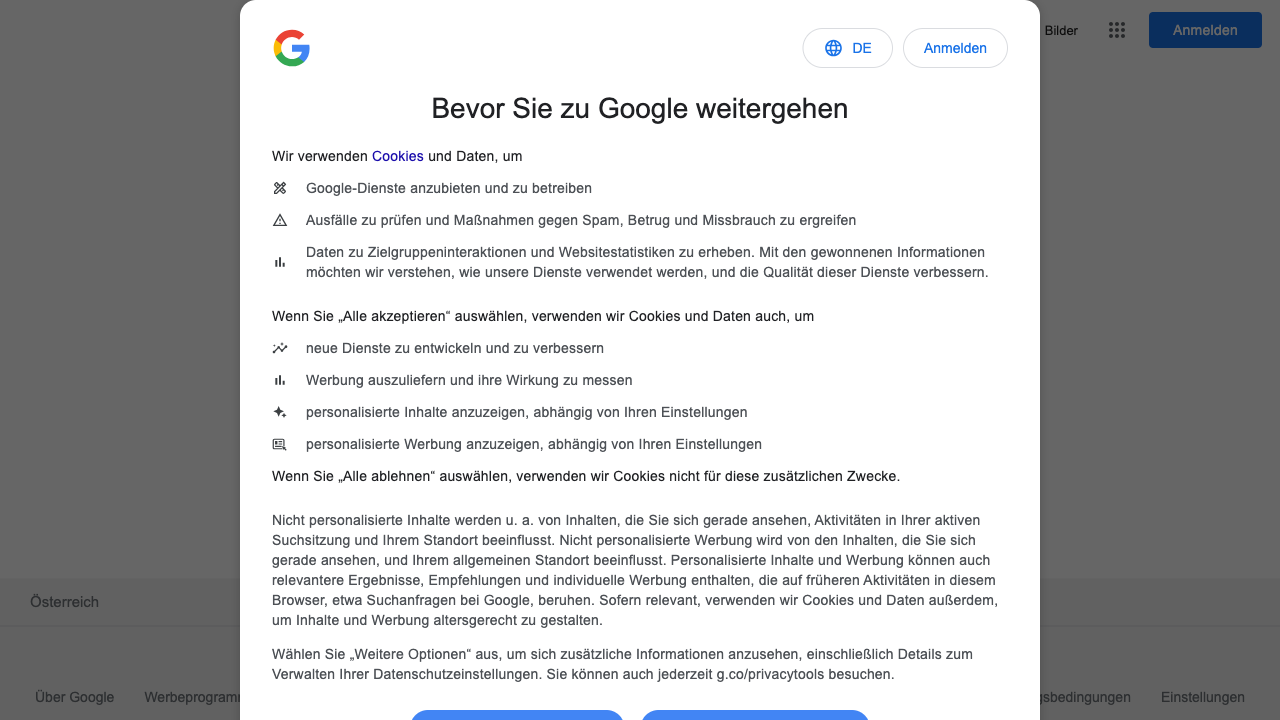 Bilder
Anmelden
DE
Anmelden
Bevor Sie zu Google weitergehen
Wir verwenden Cookies und Daten, um
Google-Dienste anzubieten und zu betreiben
Ausfälle zu prüfen und Maßnahmen gegen Spam, Betrug und Missbrauch zu ergreifen
Daten zu Zielgruppeninteraktionen und Websitestatistiken zu erheben. Mit den gewonnenen Informationen
möchten wir verstehen, wie unsere Dienste verwendet werden, und die Qualität dieser Dienste verbessern.
Wenn Sie „Alle akzeptieren“ auswählen, verwenden wir Cookies und Daten auch, um
neue Dienste zu entwickeln und zu verbessern
Werbung auszuliefern und ihre Wirkung zu messen
personalisierte Inhalte anzuzeigen, abhängig von Ihren Einstellungen
personalisierte Werbung anzuzeigen, abhängig von Ihren Einstellungen
Wenn Sie „Alle ablehnen“ auswählen, verwenden wir Cookies nicht für diese zusätzlichen Zwecke.
Nicht personalisierte Inhalte werden u. a. von Inhalten, die Sie sich gerade ansehen, Aktivitäten in Ihrer aktiven
Suchsitzung und Ihrem Standort beeinflusst. Nicht personalisierte Werbung wird von den Inhalten, die Sie sich
gerade ansehen, und Ihrem allgemeinen Standort beeinflusst. Personalisierte Inhalte und Werbung können auch
relevantere Ergebnisse, Empfehlungen und individuelle Werbung enthalten, die auf früheren Aktivitäten in diesem
Browser, etwa Suchanfragen bei Google, beruhen. Sofern relevant, verwenden wir Cookies und Daten außerdem,
um Inhalte und Werbung altersgerecht zu gestalten.
Wählen Sie „Weitere Optionen“ aus, um sich zusätzliche Informationen anzusehen, einschließlich Details zum
Verwalten Ihrer Datenschutzeinstellungen. Sie können auch jederzeit g.co/privacytools besuchen.
Österreich
Über Google
Einstellungen